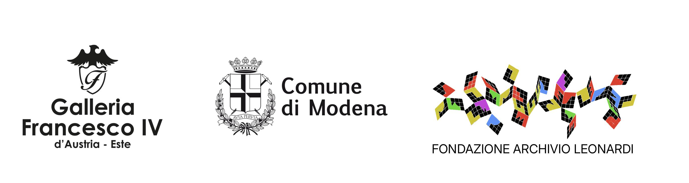 Galleria
Francesco IV
d'Austria - Este
Comune
di Modena
FONDAZIONE ARCHIVIO LEONARDI